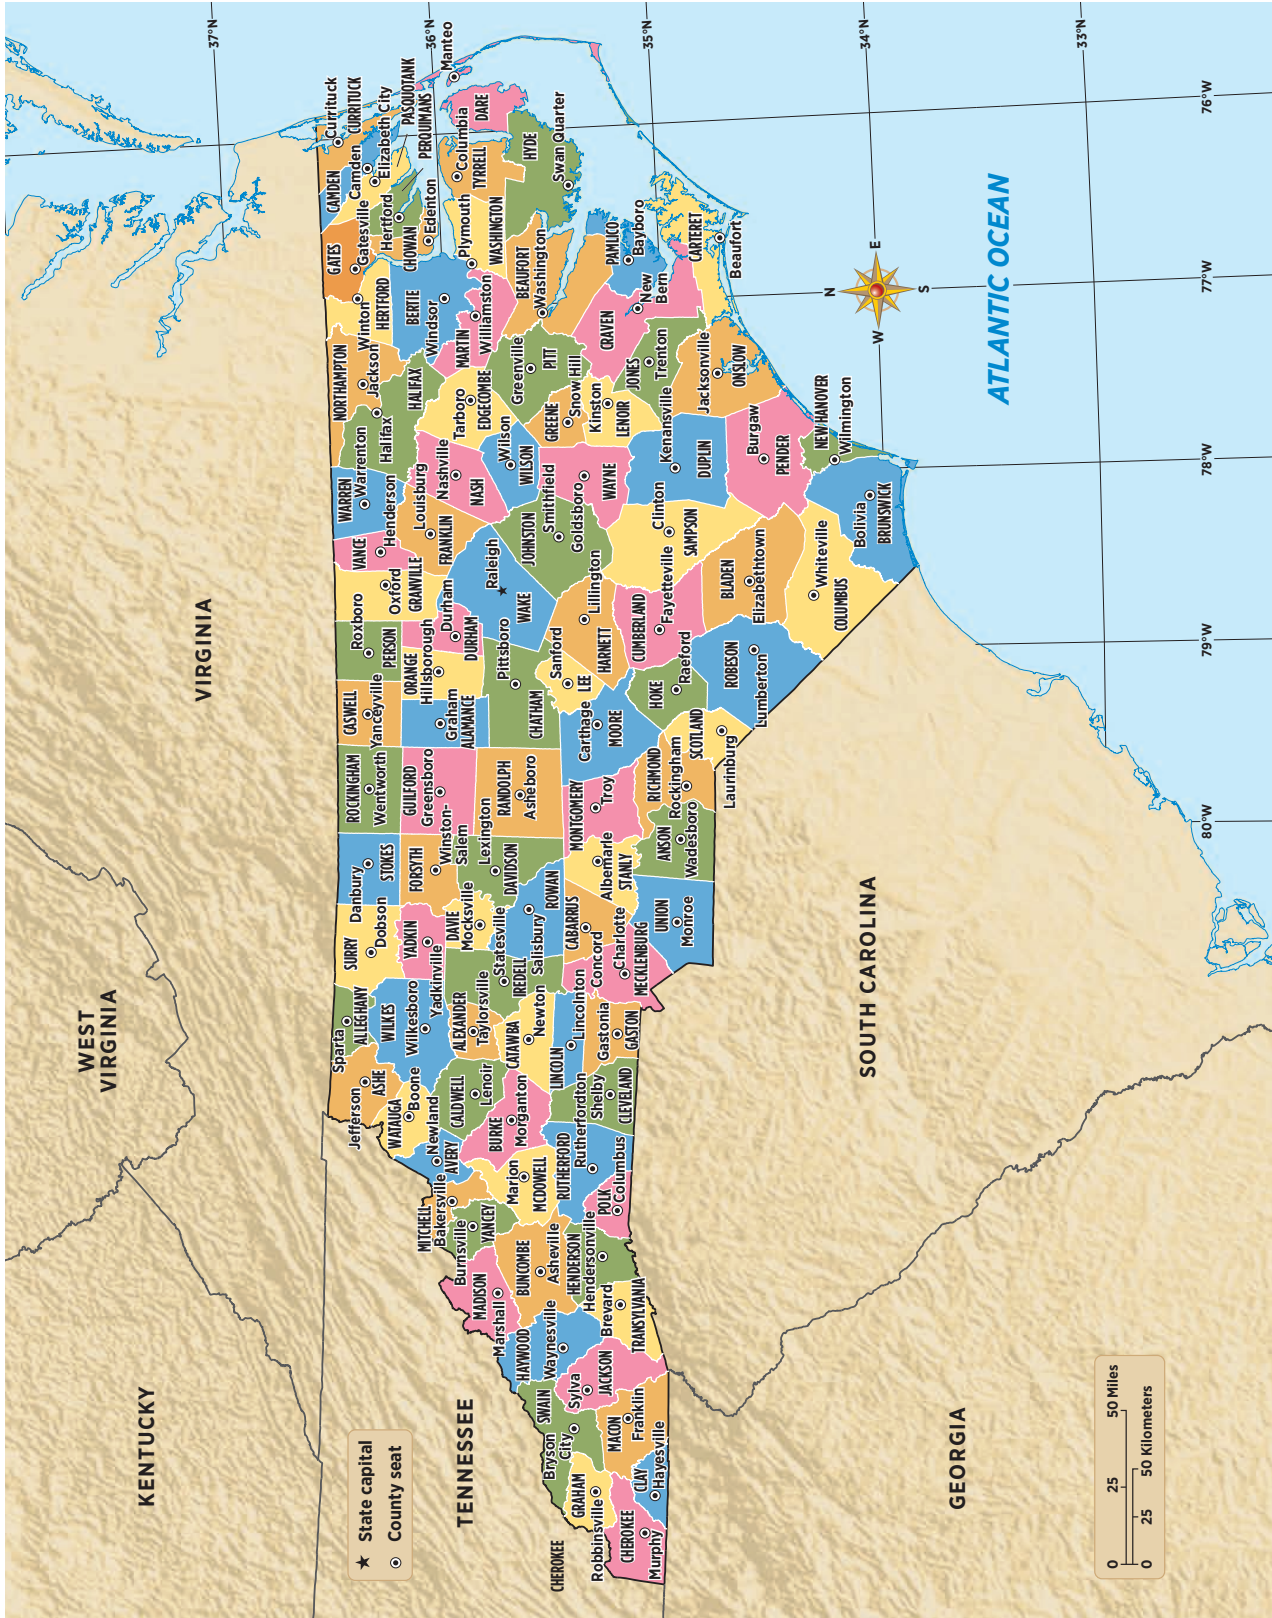 KENTUCKY
WEST
VIRGINIA
VIRGINIA
TENNESSEE
GEORGIA
SOUTH CAROLINA
ATLANTIC OCEAN
37°N
36°N
35°N
34°N
33°N
80°W
79°W
78°W
77°W
76°W
N
E
S
W
★ State capital
County seat
0 25 50 Miles
0 25 50 Kilometers
CHEROKEE
CHEROKEE
Murphy
GRAHAM
Robbinsville
CLAY
Hayesville
SWAIN
Bryson
City
MACON
Franklin
JACKSON
Sylva
HAYWOOD
Waynesville
TRANSYLVANIA
Brevard
MADISON
Marshall
BUNCOMBE
Asheville
HENDERSON
Hendersonville
YANCEY
Burnsville
MITCHELL
Bakersville
AVERY
Newland
MCDOWELL
Marion
RUTHERFORD
Rutherfordton
POLK
Columbus
WATAUGA
Boone
ASHE
Jefferson
ALLEGHANY
Sparta
WILKES
Wilkesboro
CALDWELL
Lenoir
BURKE
Morganton
CLEVELAND
Shelby
ALEXANDER
Taylorsville
CATAWBA
Newton
LINCOLN
Lincolnton
GASTON
Gastonia
SURRY
Dobson
YADKIN
Yadkinville
IREDELL
Statesville
DAVIE
Mocksville
ROWAN
Salisbury
CABARRUS
Concord
MECKLENBURG
Charlotte
UNION
Monroe
STOKES
Danbury
FORSYTH
Winston-
Salem
DAVIDSON
Lexington
STANLY
Albemarle
ANSON
Wadesboro
ROCKINGHAM
Wentworth
GUILFORD
Greensboro
RANDOLPH
Asheboro
MONTGOMERY
Troy
RICHMOND
Rockingham
SCOTLAND
Laurinburg
CASWELL
Yanceyville
ALAMANCE
Graham
ORANGE
Hillsborough
CHATHAM
Pittsboro
MOORE
Carthage
LEE
Sanford
HOKE
Raeford
ROBESON
Lumberton
PERSON
Roxboro
DURHAM
Durham
GRANVILLE
Oxford
VANCE
Henderson
WAKE
Raleigh
HARNETT
Lillington
CUMBERLAND
Fayetteville
BLADEN
Elizabethtown
COLUMBUS
Whiteville
BRUNSWICK
Bolivia
WARREN
Warrenton
FRANKLIN
Louisburg
NASH
Nashville
JOHNSTON
Smithfield
WILSON
Wilson
WAYNE
Goldsboro
SAMPSON
Clinton
DUPLIN
Kenansville
PENDER
Burgaw
NEW HANOVER
Wilmington
NORTHAMPTON
Jackson
HALIFAX
Halifax
EDGECOMBE
Tarboro
PITT
Greenville
GREENE
Snow Hill
LENOIR
Kinston
JONES
Trenton
ONSLOW
Jacksonville
HERTFORD
Winton
BERTIE
Windsor
MARTIN
Williamston
BEAUFORT
Washington
CRAVEN
New
Bern
PAMLICO
Bayboro
CARTERET
Beaufort
GATES
Gatesville
CHOWAN
Edenton
PERQUIMANS
Hertford
PASQUOTANK
Elizabeth City
CAMDEN
Camden
CURRITUCK
Currituck
WASHINGTON
Plymouth
TYRRELL
Columbia
DARE
Manteo
HYDE
Swan Quarter